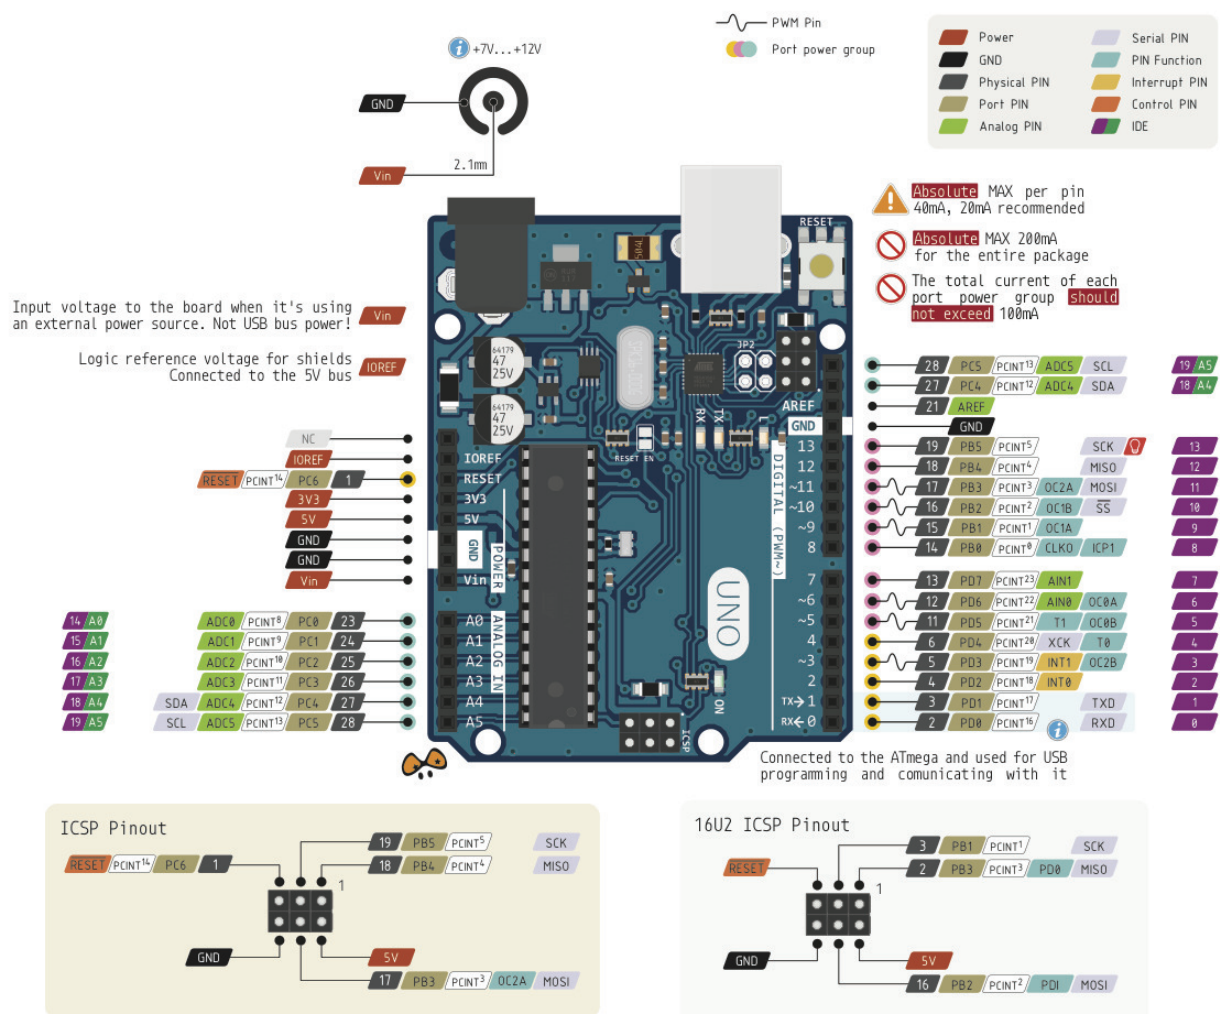 PWM Pin
Port power group
Power
GND
Physical PIN
Port PIN
Analog PIN
Serial PIN
PIN Function
Interrupt PIN
Control PIN
IDE
+7V...+12V
GND
Vin
2.1mm
Absolute MAX per pin
40mA, 20mA recommended
Absolute MAX 200mA
for the entire package
The total current of each
port power group should
not exceed 100mA
Input voltage to the board when it's using
an external power source. Not USB bus power!
Vin
Logic reference voltage for shields
Connected to the 5V bus
IOREF
NC
IOREF
RESET PCINT14 PC6 1
3V3
5V
GND
GND
Vin
14 A0 ADC0 PCINT8 PC0 23
15 A1 ADC1 PCINT9 PC1 24
16 A2 ADC2 PCINT10 PC2 25
17 A3 ADC3 PCINT11 PC3 26
18 A4 SDA ADC4 PCINT12 PC4 27
19 A5 SCL ADC5 PCINT13 PC5 28
RESET
64179
47
25V
64179
47
25V
JP2
RX
TX
L
RESET EN
IOREF
RESET
3V3
5V
GND
Vin
POWER
A0
A1
A2
A3
A4
A5
ANALOG IN
AREF
GND
13
12
~11
~10
~9
8
7
~6
~5
4
~3
2
TX→1
RX←0
DIGITAL (PWM~)
UNO
ON
ICSP
28 PC5 PCINT13 ADC5 SCL 19 A5
27 PC4 PCINT12 ADC4 SDA 18 A4
21 AREF
GND
19 PB5 PCINT5 SCK 13
18 PB4 PCINT4 MISO 12
17 PB3 PCINT3 OC2A MOSI 11
16 PB2 PCINT2 OC1B SS 10
15 PB1 PCINT1 OC1A 9
14 PB0 PCINT0 CLKO ICP1 8
13 PD7 PCINT23 AIN1 7
12 PD6 PCINT22 AIN0 OC0A 6
11 PD5 PCINT21 T1 OC0B 5
6 PD4 PCINT20 XCK T0 4
5 PD3 PCINT19 INT1 OC2B 3
4 PD2 PCINT18 INT0 2
3 PD1 PCINT17 TXD 1
2 PD0 PCINT16 RXD 0
Connected to the ATmega and used for USB
programming and comunicating with it
ICSP Pinout
19 PB5 PCINT5 SCK
RESET PCINT14 PC6 1
18 PB4 PCINT4 MISO
1
GND
5V
17 PB3 PCINT3 OC2A MOSI
16U2 ICSP Pinout
3 PB1 PCINT1 SCK
RESET
2 PB3 PCINT3 PD0 MISO
1
GND
5V
16 PB2 PCINT2 PDI MOSI